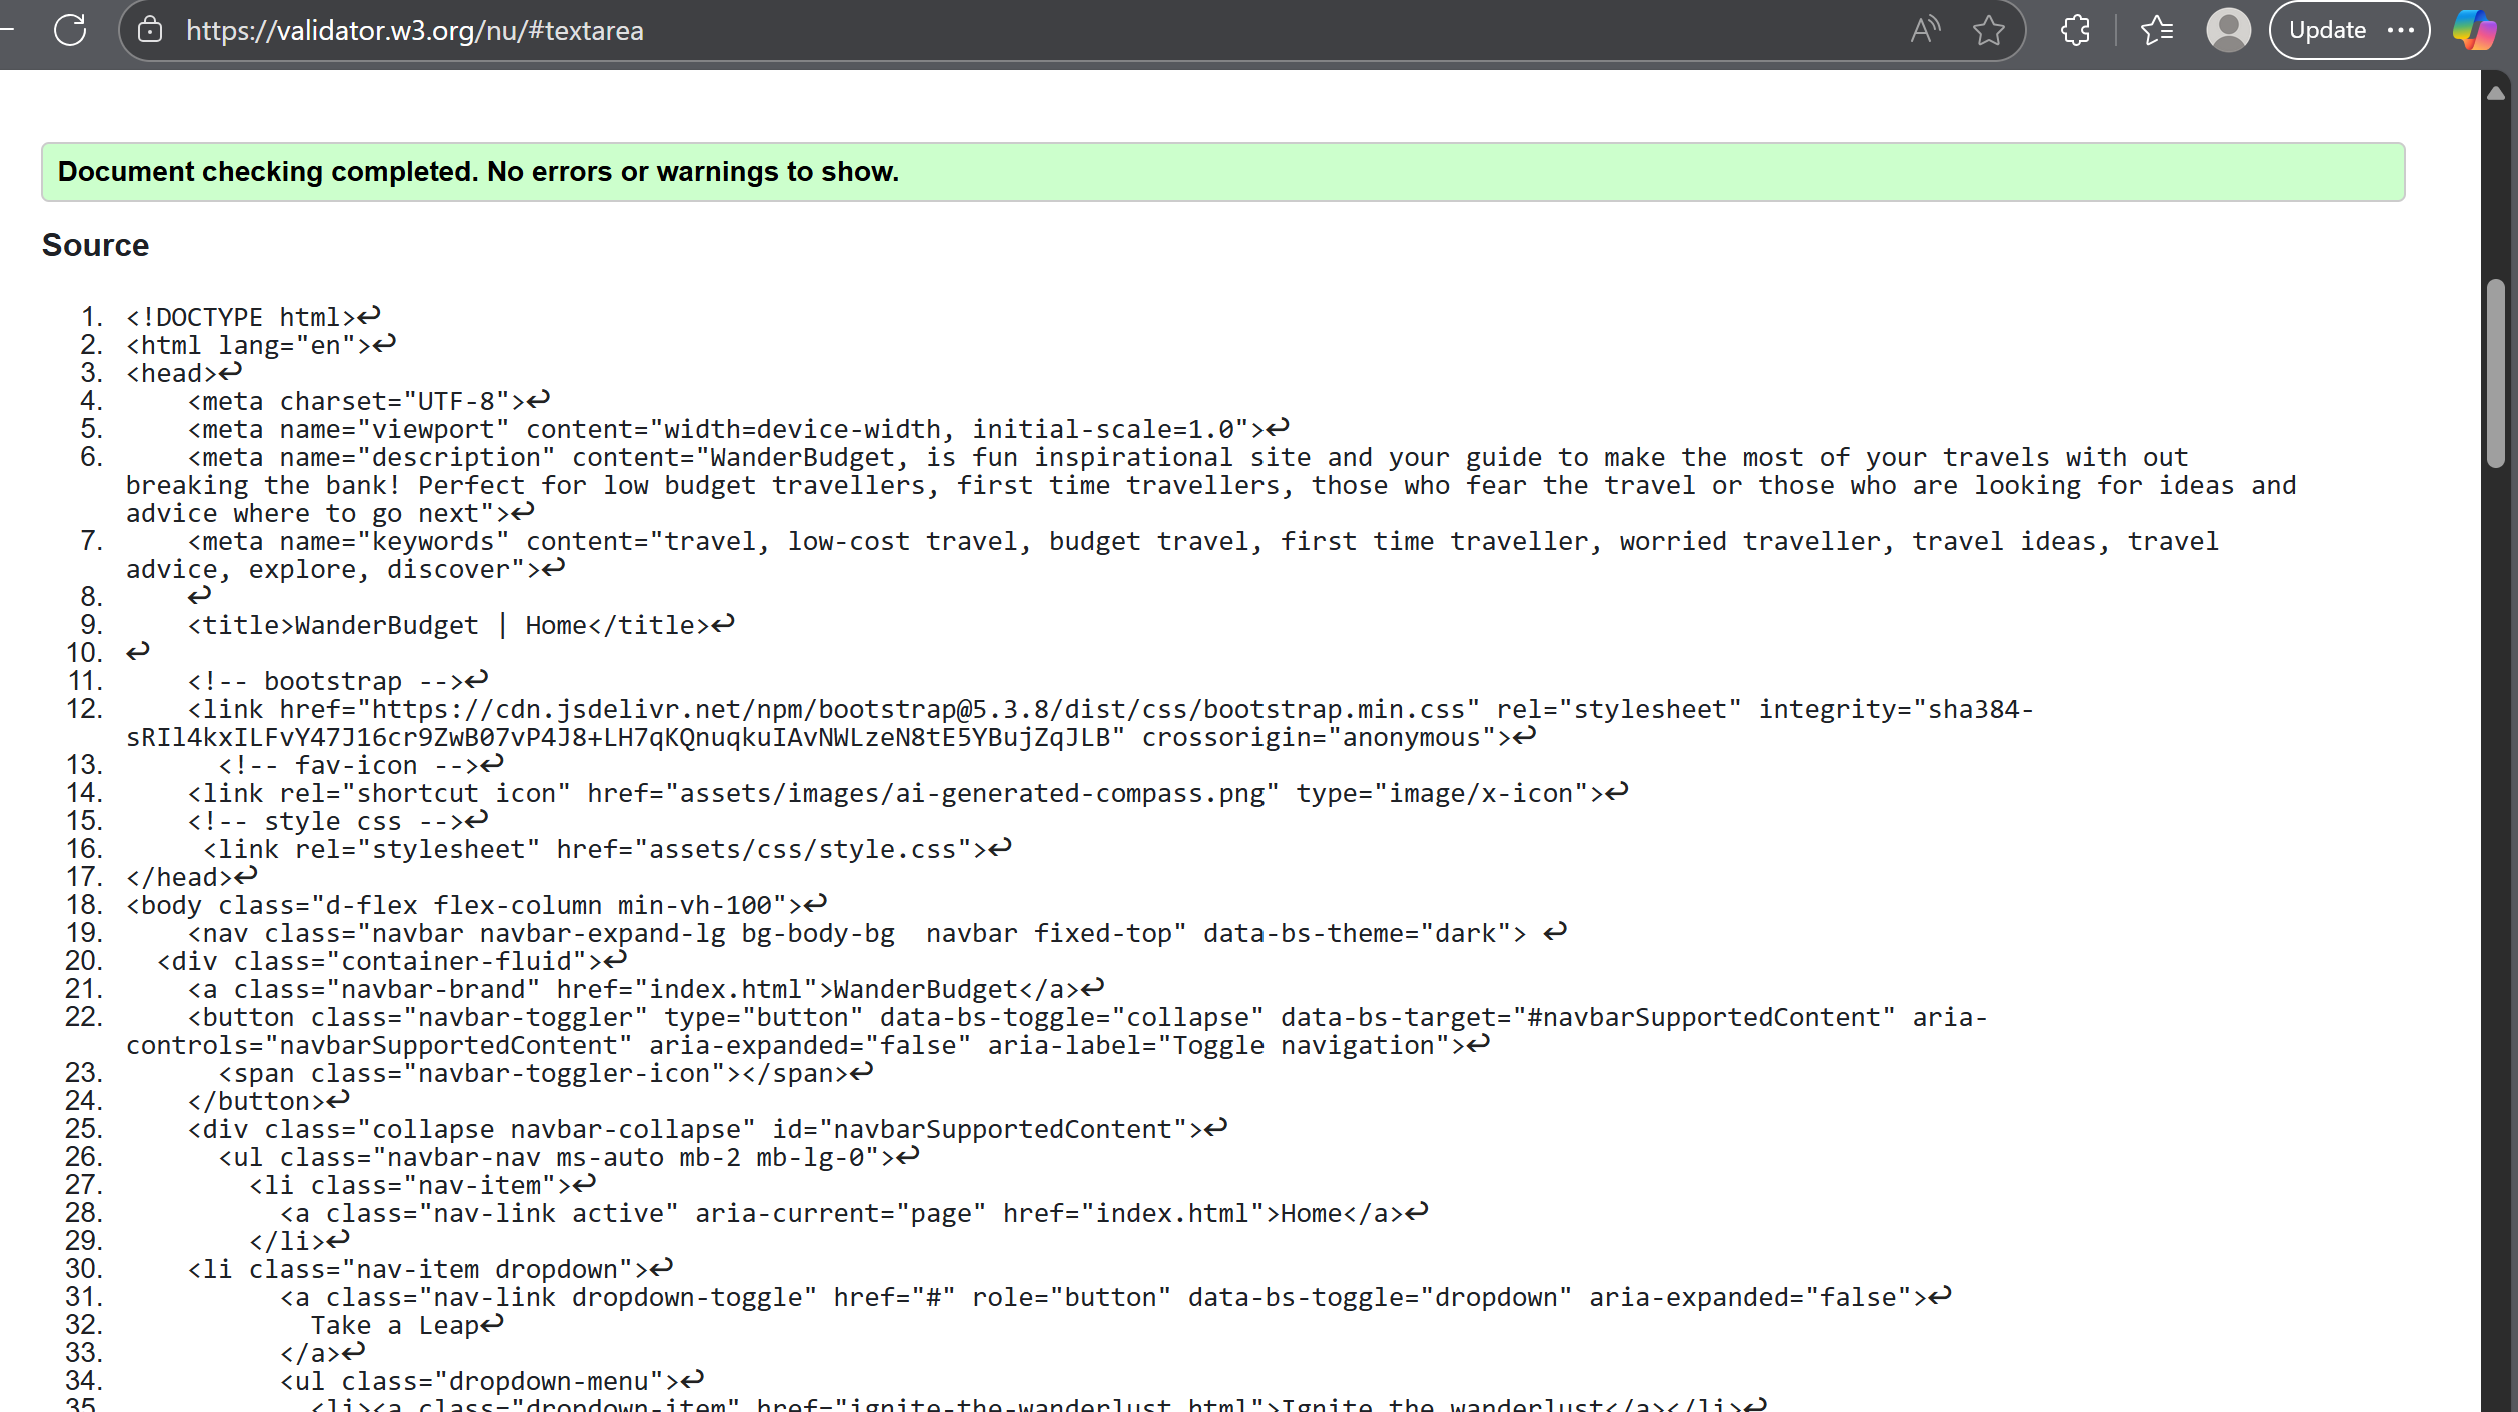 https://validator.w3.org/nu/#textarea
Update
Document checking completed. No errors or warnings to show.
Source
1. <!DOCTYPE html>↩
2. <html lang="en">↩
3. <head>↩
4. <meta charset="UTF-8">↩
5. <meta name="viewport" content="width=device-width, initial-scale=1.0">↩
6. <meta name="description" content="WanderBudget, is fun inspirational site and your guide to make the most of your travels with out
breaking the bank! Perfect for low budget travellers, first time travellers, those who fear the travel or those who are looking for ideas and
advice where to go next">↩
7. <meta name="keywords" content="travel, low-cost travel, budget travel, first time traveller, worried traveller, travel ideas, travel
advice, explore, discover">↩
8. ↩
9. <title>WanderBudget | Home</title>↩
10. ↩
11. <!-- bootstrap -->↩
12. <link href="https://cdn.jsdelivr.net/npm/bootstrap@5.3.8/dist/css/bootstrap.min.css" rel="stylesheet" integrity="sha384-
sRIl4kxILFvY47J16cr9ZwB07vP4J8+LH7qKQnuqkuIAvNWLzeN8tE5YBujZqJLB" crossorigin="anonymous">↩
13. <!-- fav-icon -->↩
14. <link rel="shortcut icon" href="assets/images/ai-generated-compass.png" type="image/x-icon">↩
15. <!-- style css -->↩
16. <link rel="stylesheet" href="assets/css/style.css">↩
17. </head>↩
18. <body class="d-flex flex-column min-vh-100">↩
19. <nav class="navbar navbar-expand-lg bg-body-bg  navbar fixed-top" data-bs-theme="dark"> ↩
20. <div class="container-fluid">↩
21. <a class="navbar-brand" href="index.html">WanderBudget</a>↩
22. <button class="navbar-toggler" type="button" data-bs-toggle="collapse" data-bs-target="#navbarSupportedContent" aria-
controls="navbarSupportedContent" aria-expanded="false" aria-label="Toggle navigation">↩
23. <span class="navbar-toggler-icon"></span>↩
24. </button>↩
25. <div class="collapse navbar-collapse" id="navbarSupportedContent">↩
26. <ul class="navbar-nav ms-auto mb-2 mb-lg-0">↩
27. <li class="nav-item">↩
28. <a class="nav-link active" aria-current="page" href="index.html">Home</a>↩
29. </li>↩
30. <li class="nav-item dropdown">↩
31. <a class="nav-link dropdown-toggle" href="#" role="button" data-bs-toggle="dropdown" aria-expanded="false">↩
32. Take a Leap↩
33. </a>↩
34. <ul class="dropdown-menu">↩
35. <li><a class="dropdown-item" href="ignite-the-wanderlust.html">Ignite the wanderlust</a></li>↩